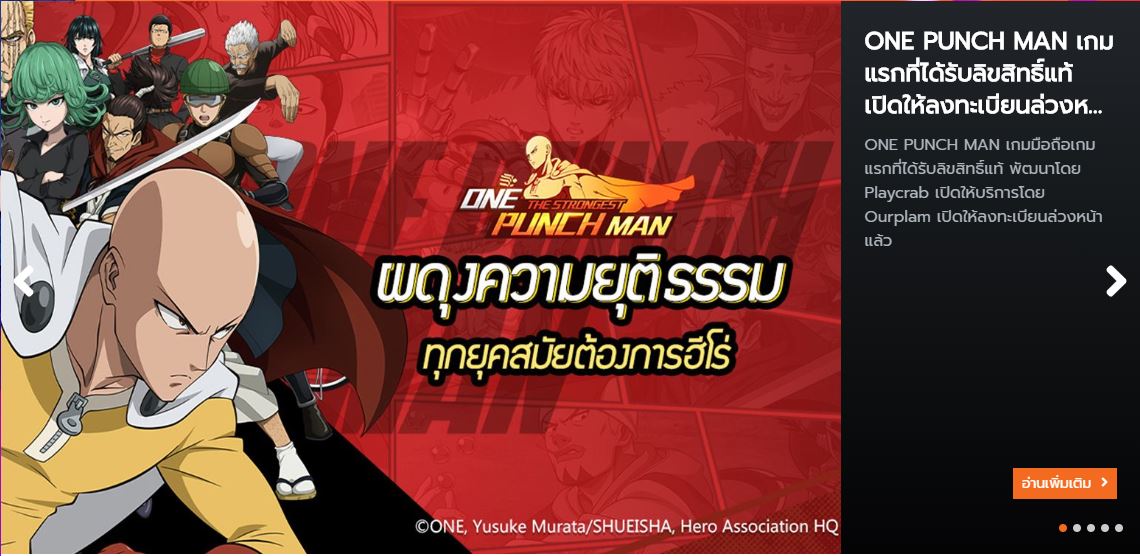 ONE
THE STRONGEST
PUNCH MAN
ผดุงความยุติธรรม
ทุกยุคสมัยต้องการฮีโร่
©ONE, Yusuke Murata/SHUEISHA, Hero Association HQ
ONE PUNCH MAN เกม
แรกที่ได้รับลิขสิทธิ์แท้
เปิดให้ลงทะเบียนล่วงห...
ONE PUNCH MAN เกมมือถือเกม
แรกที่ได้รับลิขสิทธิ์แท้ พัฒนาโดย
Playcrab เปิดให้บริการโดย
Ourplam เปิดให้ลงทะเบียนล่วงหน้า
แล้ว
อ่านเพิ่มเติม
ONE PUNCH MAN